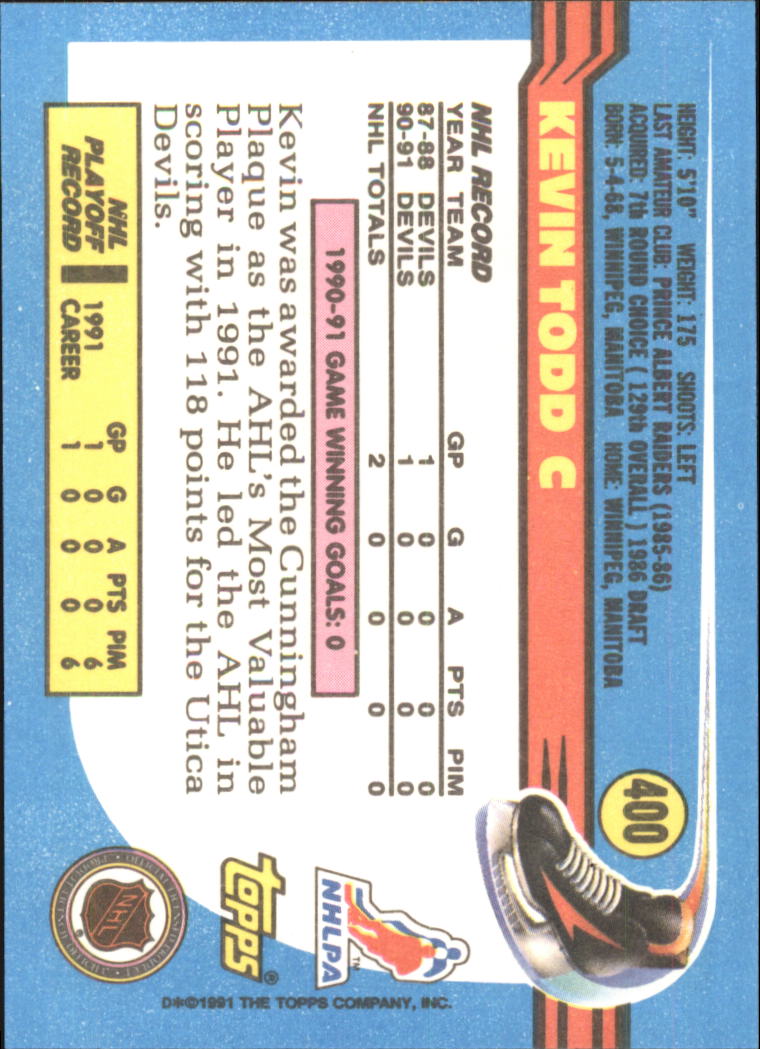 400
KEVIN TODD C
HEIGHT: 5'10" WEIGHT: 175 SHOOTS: LEFT
LAST AMATEUR CLUB: PRINCE ALBERT RAIDERS (1985-86)
ACQUIRED: 7th ROUND CHOICE ( 129th OVERALL ) 1986 DRAFT
BORN: 5-4-68, WINNIPEG, MANITOBA HOME: WINNIPEG, MANITOBA
NHL RECORD
YEAR TEAM GP G A PTS PIM
87-88 DEVILS 1 0 0 0 0
90-91 DEVILS 1 0 0 0 0
NHL TOTALS 2 0 0 0 0
1990-91 GAME WINNING GOALS: 0
Kevin was awarded the Cunningham
Plaque as the AHL's Most Valuable
Player in 1991. He led the AHL in
scoring with 118 points for the Utica
Devils.
NHL
PLAYOFF
RECORD
GP G A PTS PIM
1991 1 0 0 0 6
CAREER 1 0 0 0 6
NHLPA
TM
topps®
NHL
®
D✻©1991 THE TOPPS COMPANY, INC.